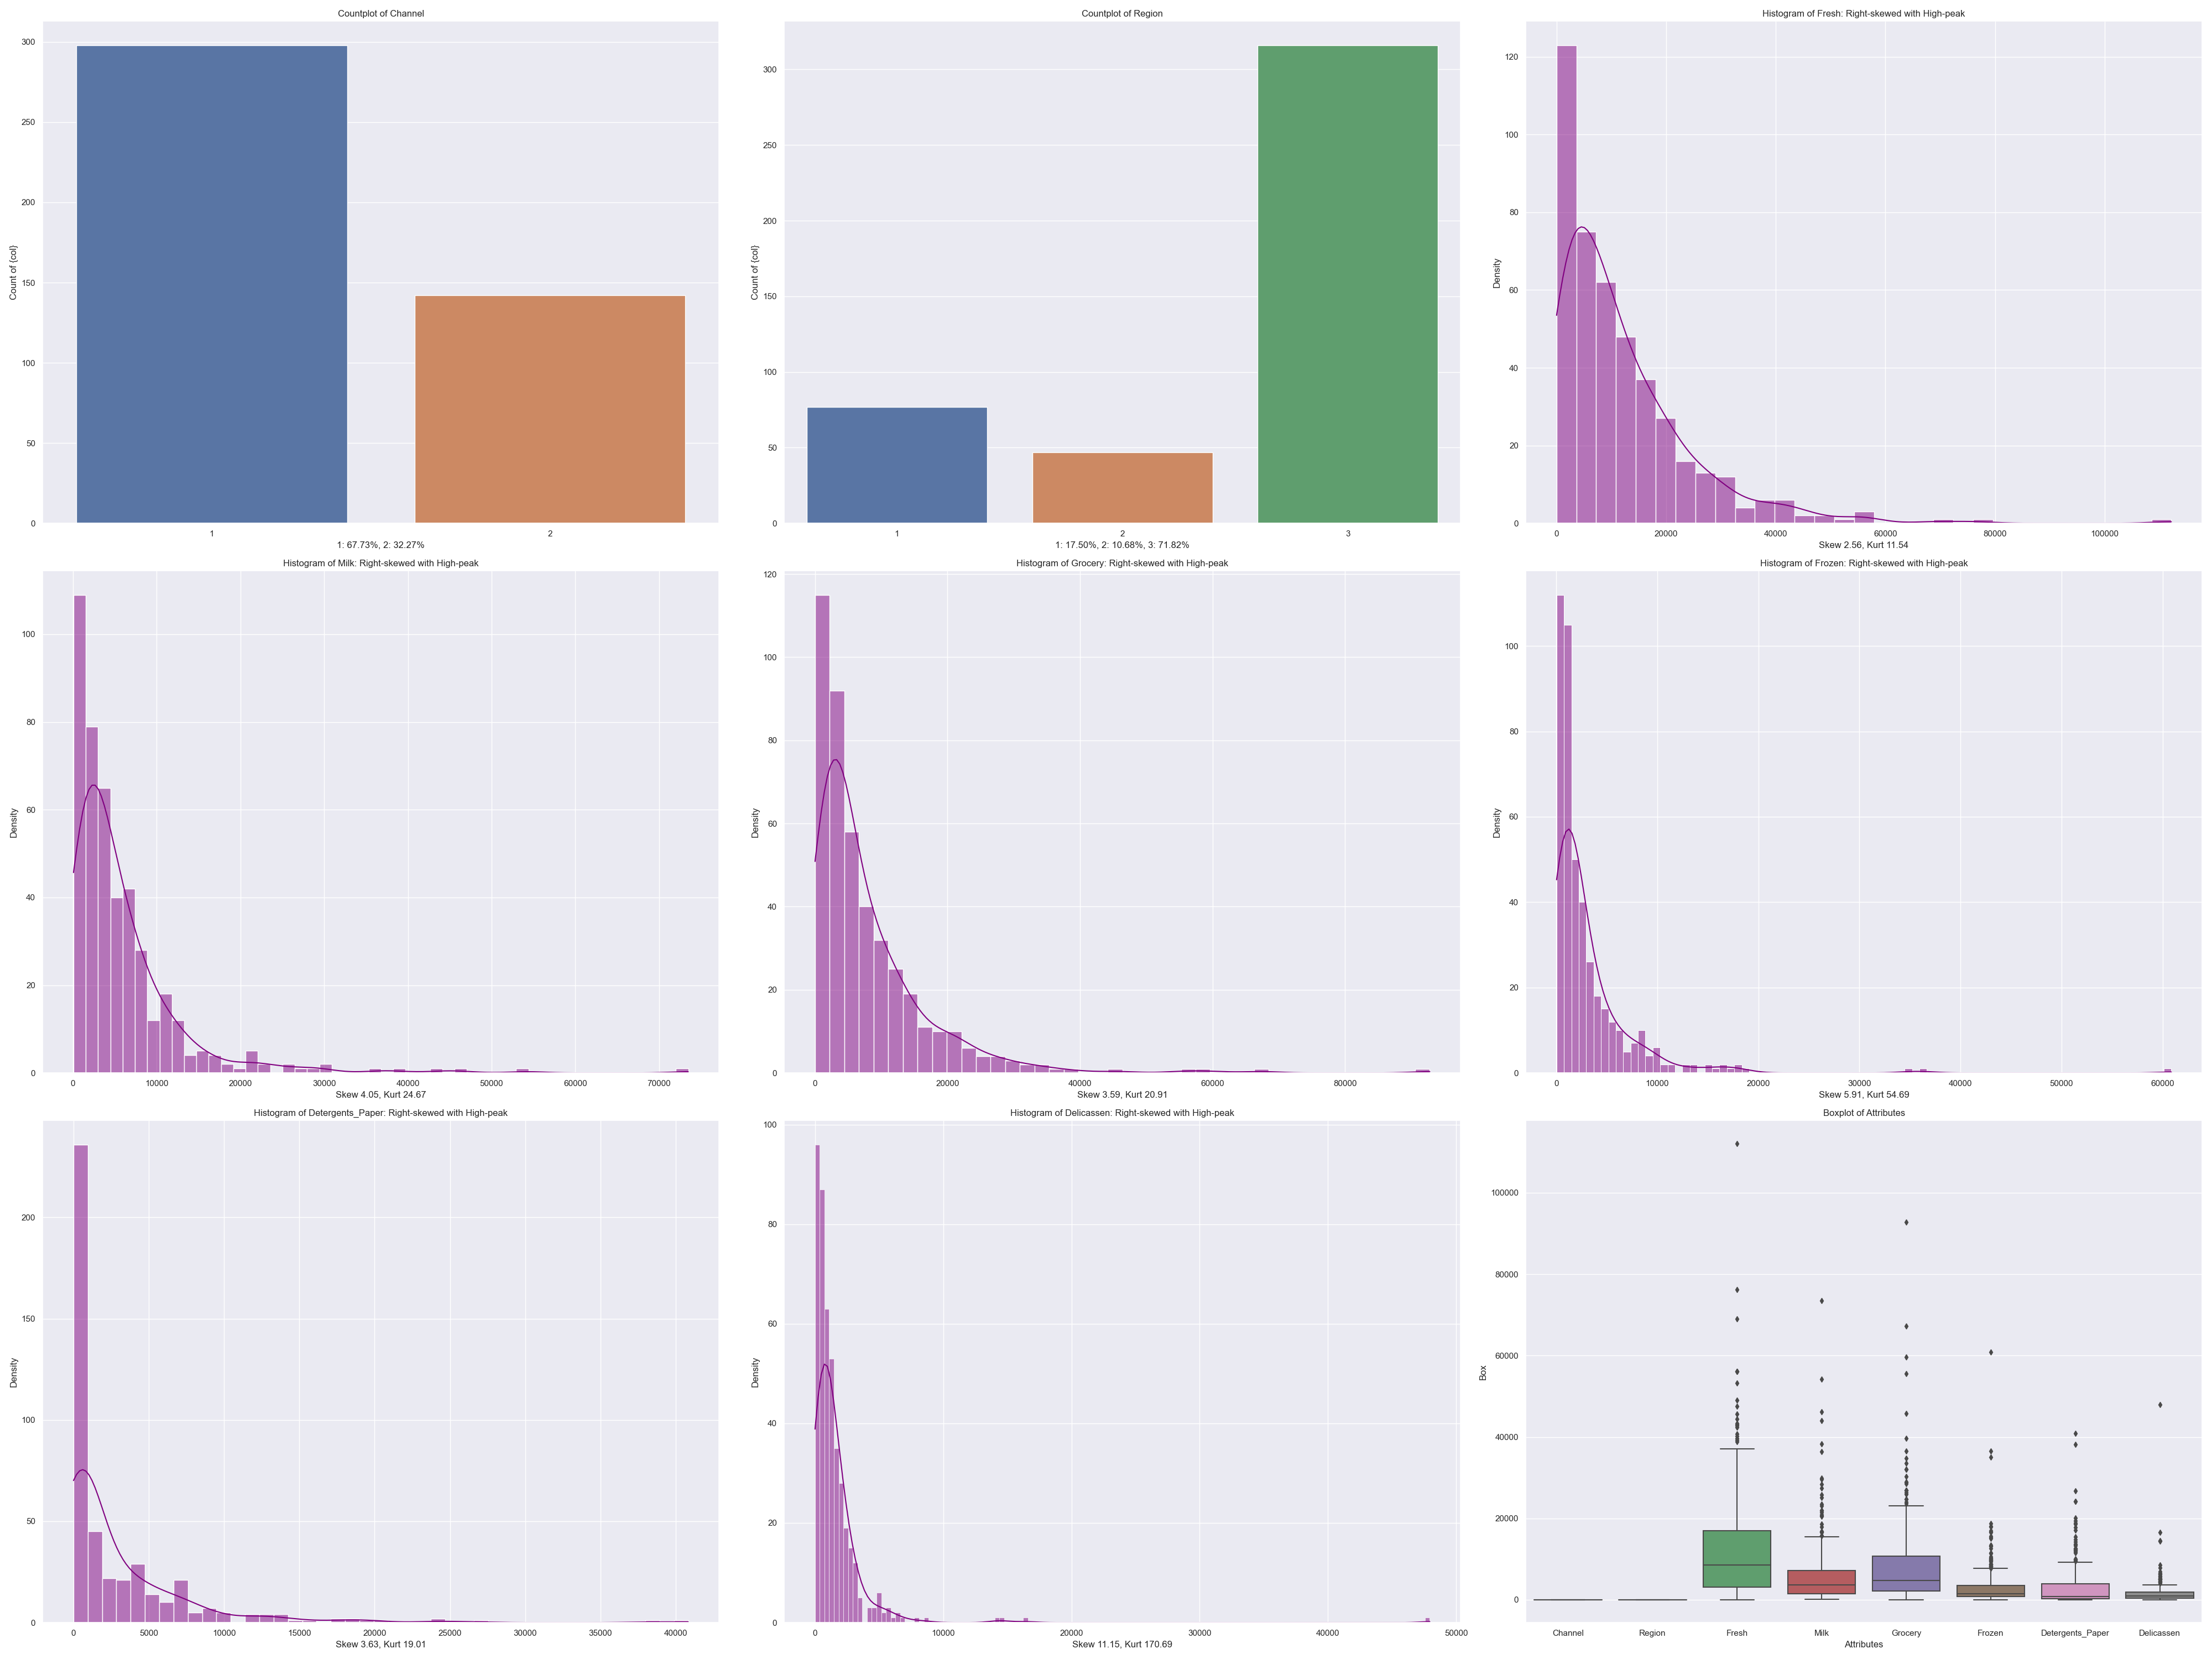 Countplot of Channel
Count of {col}
300
250
200
150
100
50
0
1 2
1: 67.73%, 2: 32.27%
Countplot of Region
Count of {col}
300
250
200
150
100
50
0
1 2 3
1: 17.50%, 2: 10.68%, 3: 71.82%
Histogram of Fresh: Right-skewed with High-peak
Density
120
100
80
60
40
20
0
0 20000 40000 60000 80000 100000
Skew 2.56, Kurt 11.54
Histogram of Milk: Right-skewed with High-peak
Density
100
80
60
40
20
0
0 10000 20000 30000 40000 50000 60000 70000
Skew 4.05, Kurt 24.67
Histogram of Grocery: Right-skewed with High-peak
Density
120
100
80
60
40
20
0
0 20000 40000 60000 80000
Skew 3.59, Kurt 20.91
Histogram of Frozen: Right-skewed with High-peak
Density
100
80
60
40
20
0
0 10000 20000 30000 40000 50000 60000
Skew 5.91, Kurt 54.69
Histogram of Detergents_Paper: Right-skewed with High-peak
Density
200
150
100
50
0
0 5000 10000 15000 20000 25000 30000 35000 40000
Skew 3.63, Kurt 19.01
Histogram of Delicassen: Right-skewed with High-peak
Density
100
80
60
40
20
0
0 10000 20000 30000 40000 50000
Skew 11.15, Kurt 170.69
Boxplot of Attributes
Box
100000
80000
60000
40000
20000
0
Channel Region Fresh Milk Grocery Frozen Detergents_Paper Delicassen
Attributes